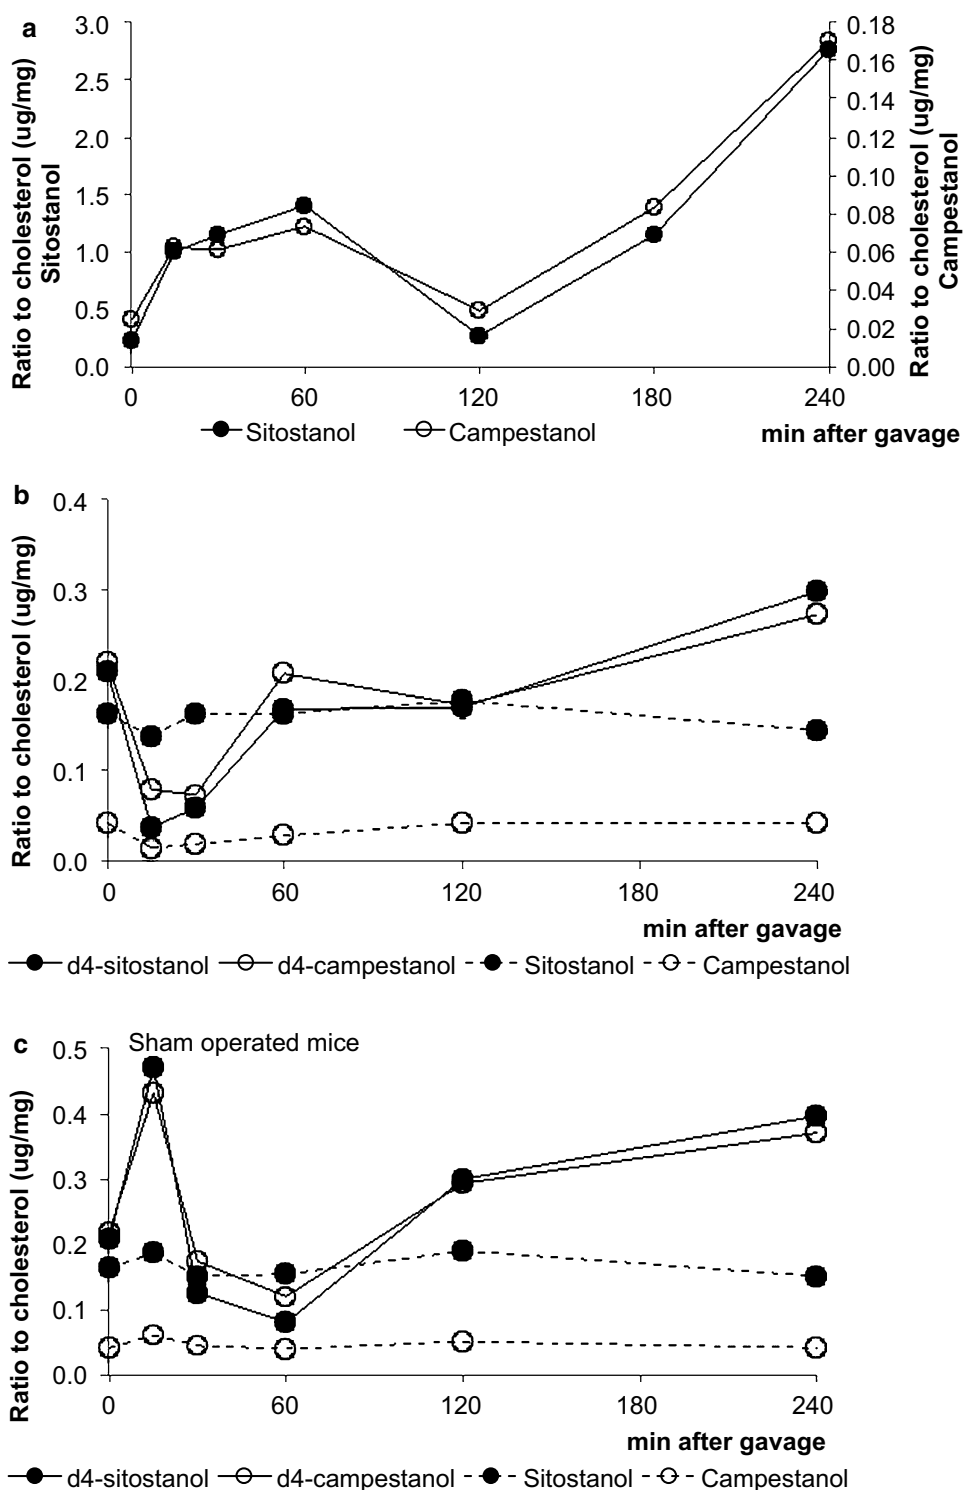 a
Ratio to cholesterol (ug/mg)
Sitostanol
3.0
2.5
2.0
1.5
1.0
0.5
0.0
0.18
0.16
0.14
0.12
0.10
0.08
0.06
0.04
0.02
0.00
Ratio to cholesterol (ug/mg)
Campestanol
0 60 120 180 240
Sitostanol Campestanol min after gavage
b
Ratio to cholesterol (ug/mg)
0.4
0.3
0.2
0.1
0.0
0 60 120 180 240
min after gavage
d4-sitostanol d4-campestanol Sitostanol Campestanol
c
Sham operated mice
Ratio to cholesterol (ug/mg)
0.5
0.4
0.3
0.2
0.1
0.0
0 60 120 180 240
min after gavage
d4-sitostanol d4-campestanol Sitostanol Campestanol